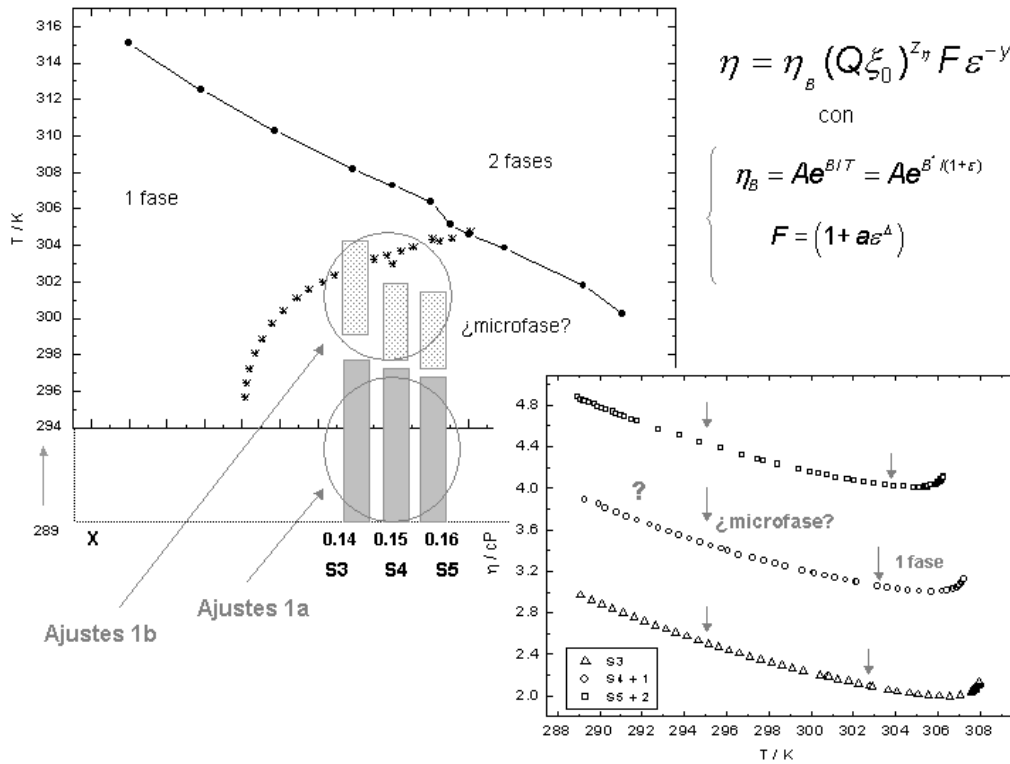 316
314
312
310
308
306
304
302
300
298
296
294
289
T / K
1 fase
2 fases
¿microfase?
X
0.14
0.15
0.16
S3
S4
S5
Ajustes 1b
Ajustes 1a
η = η_B (Qξ₀)^{z_η} F ε^{-y}
con
η_B = Ae^{B/T} = Ae^{B^*/(1+ε)}
F = (1 + aε^Δ)
η / cP
4.8
4.4
4.0
3.6
3.2
2.8
2.4
2.0
?
¿microfase?
1 fase
S3
S4 + 1
S5 + 2
290
292
294
296
298
300
302
304
306
308
T / K